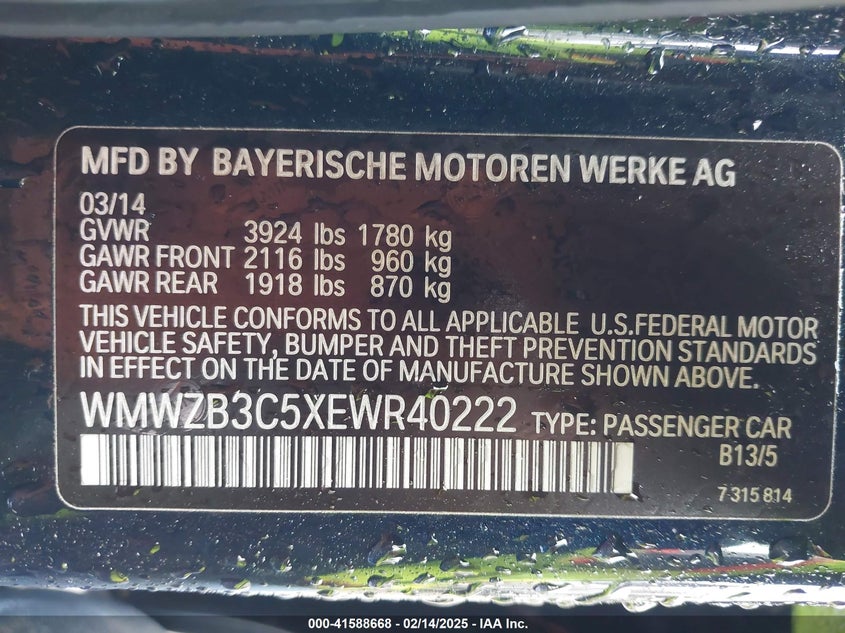 MFD BY BAYERISCHE MOTOREN WERKE AG
03/14
GVWR 3924 lbs 1780 kg
GAWR FRONT 2116 lbs 960 kg
GAWR REAR 1918 lbs 870 kg
THIS VEHICLE CONFORMS TO ALL APPLICABLE U.S.FEDERAL MOTOR
VEHICLE SAFETY, BUMPER AND THEFT PREVENTION STANDARDS
IN EFFECT ON THE DATE OF MANUFACTURE SHOWN ABOVE.
WMWZB3C5XEWR40222 TYPE: PASSENGER CAR
B13/5
7 315 814
000-41588668 - 02/14/2025 - IAA Inc.